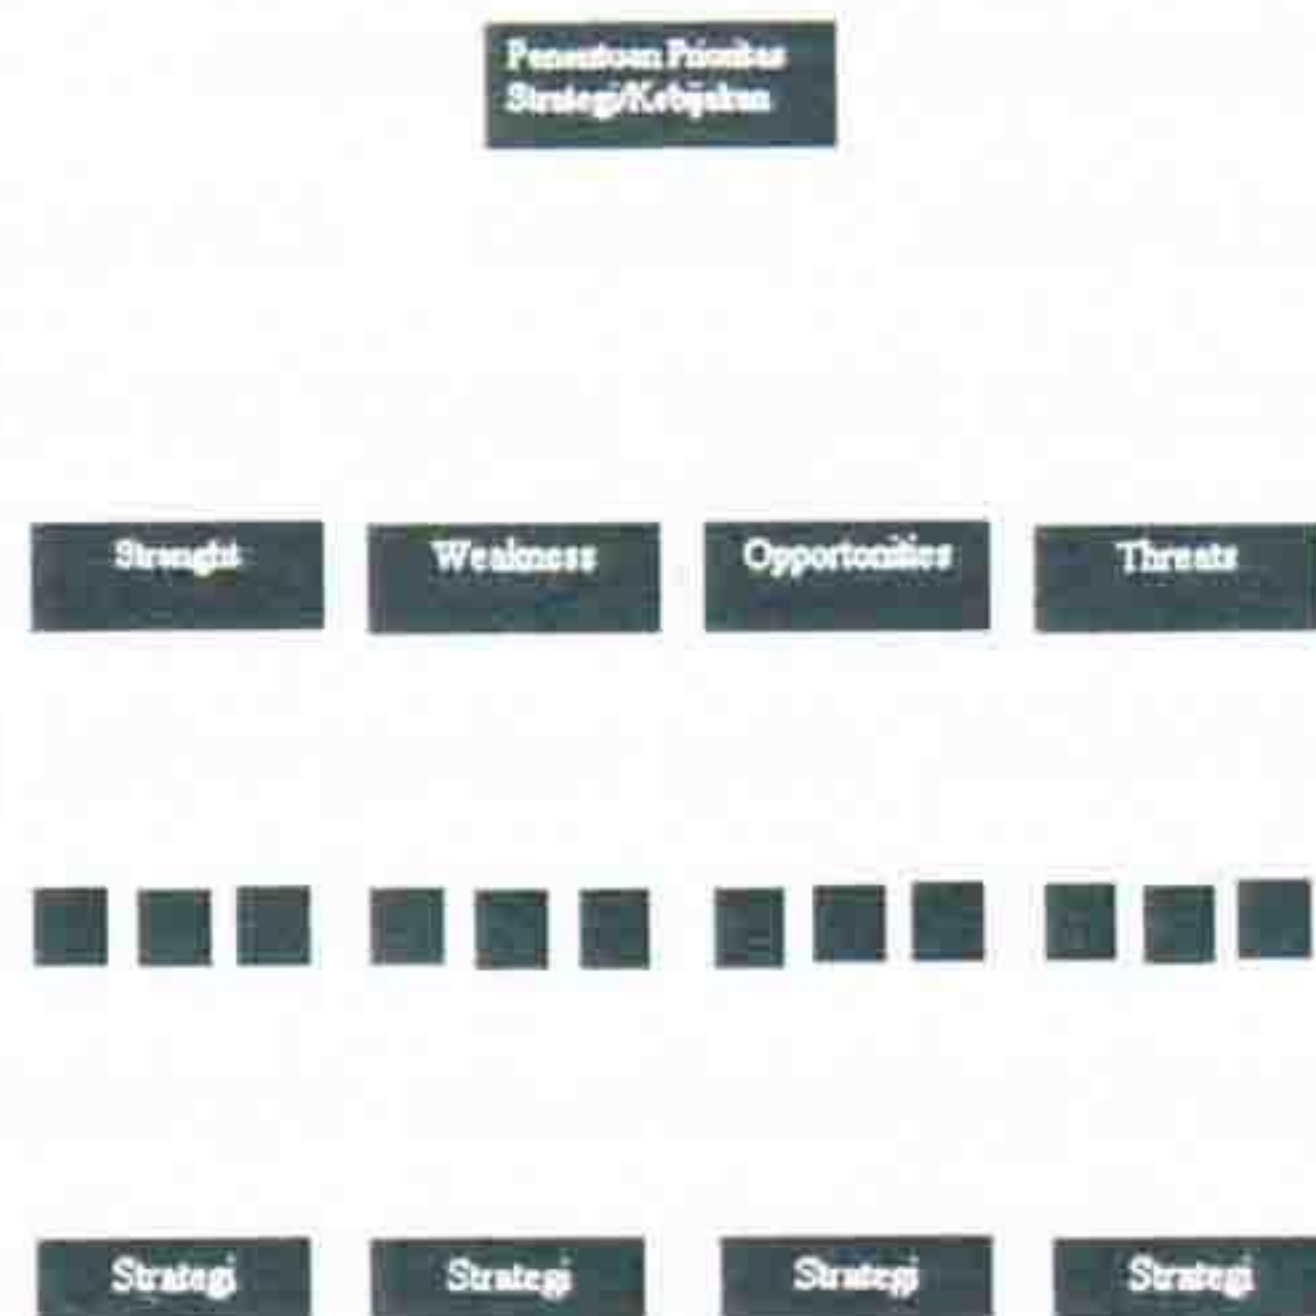 Penentuan Prioritas
Strategi/Kebijakan
Strenght
Weakness
Opportonities
Threats
Strategi
Strategi
Strategi
Strategi